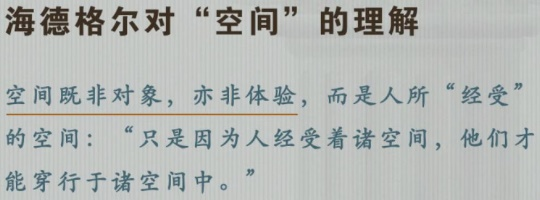 海德格尔对“空间”的理解
空间既非对象，亦非体验，而是人所“经受”
的空间：“只是因为人经受着诸空间，他们才
能穿行于诸空间中。”